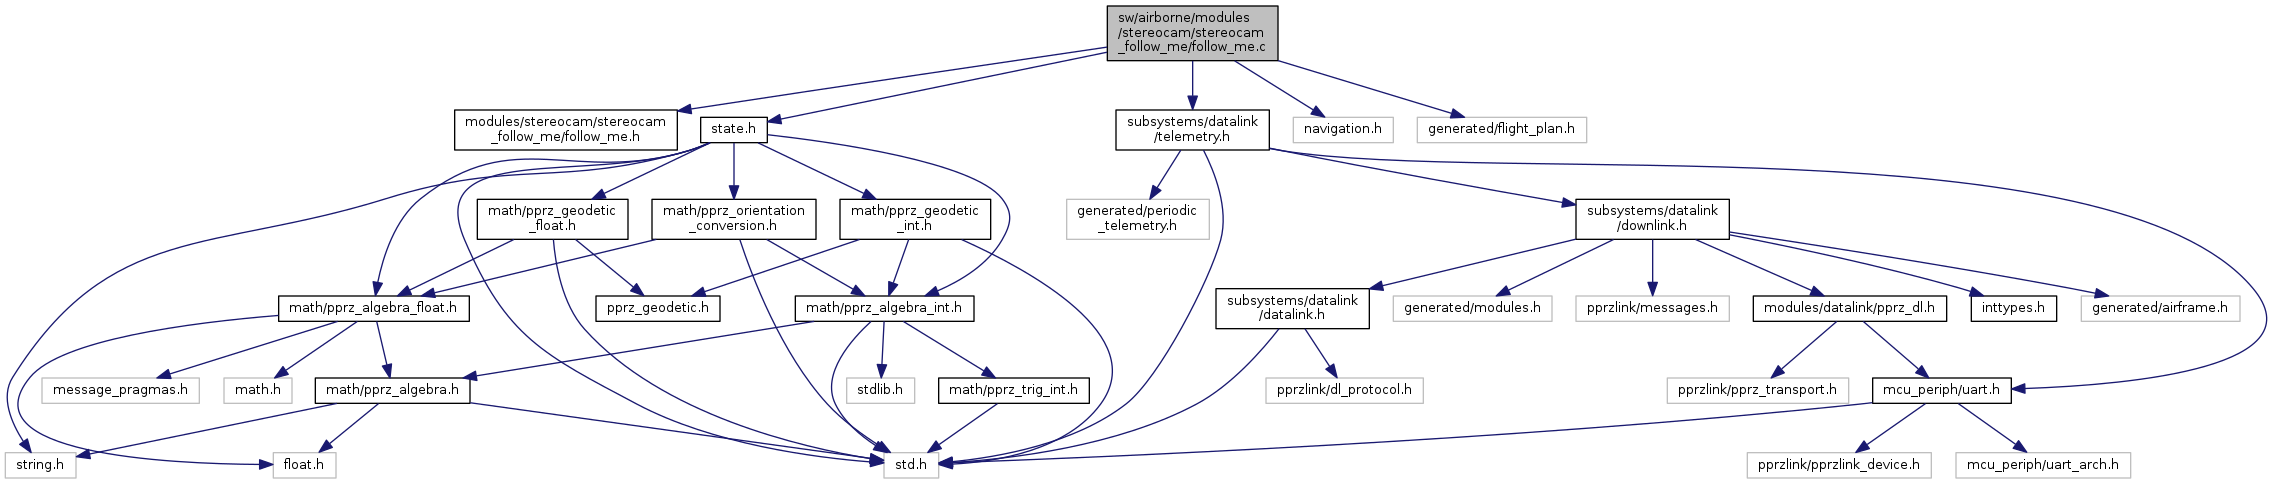 sw/airborne/modules
/stereocam/stereocam
_follow_me/follow_me.c
modules/stereocam/stereocam
_follow_me/follow_me.h
state.h
subsystems/datalink
/telemetry.h
navigation.h
generated/flight_plan.h
math/pprz_geodetic
_float.h
math/pprz_orientation
_conversion.h
math/pprz_geodetic
_int.h
generated/periodic
_telemetry.h
subsystems/datalink
/downlink.h
math/pprz_algebra_float.h
pprz_geodetic.h
math/pprz_algebra_int.h
subsystems/datalink
/datalink.h
generated/modules.h
pprzlink/messages.h
modules/datalink/pprz_dl.h
inttypes.h
generated/airframe.h
message_pragmas.h
math.h
math/pprz_algebra.h
stdlib.h
math/pprz_trig_int.h
pprzlink/dl_protocol.h
pprzlink/pprz_transport.h
mcu_periph/uart.h
string.h
float.h
std.h
pprzlink/pprzlink_device.h
mcu_periph/uart_arch.h